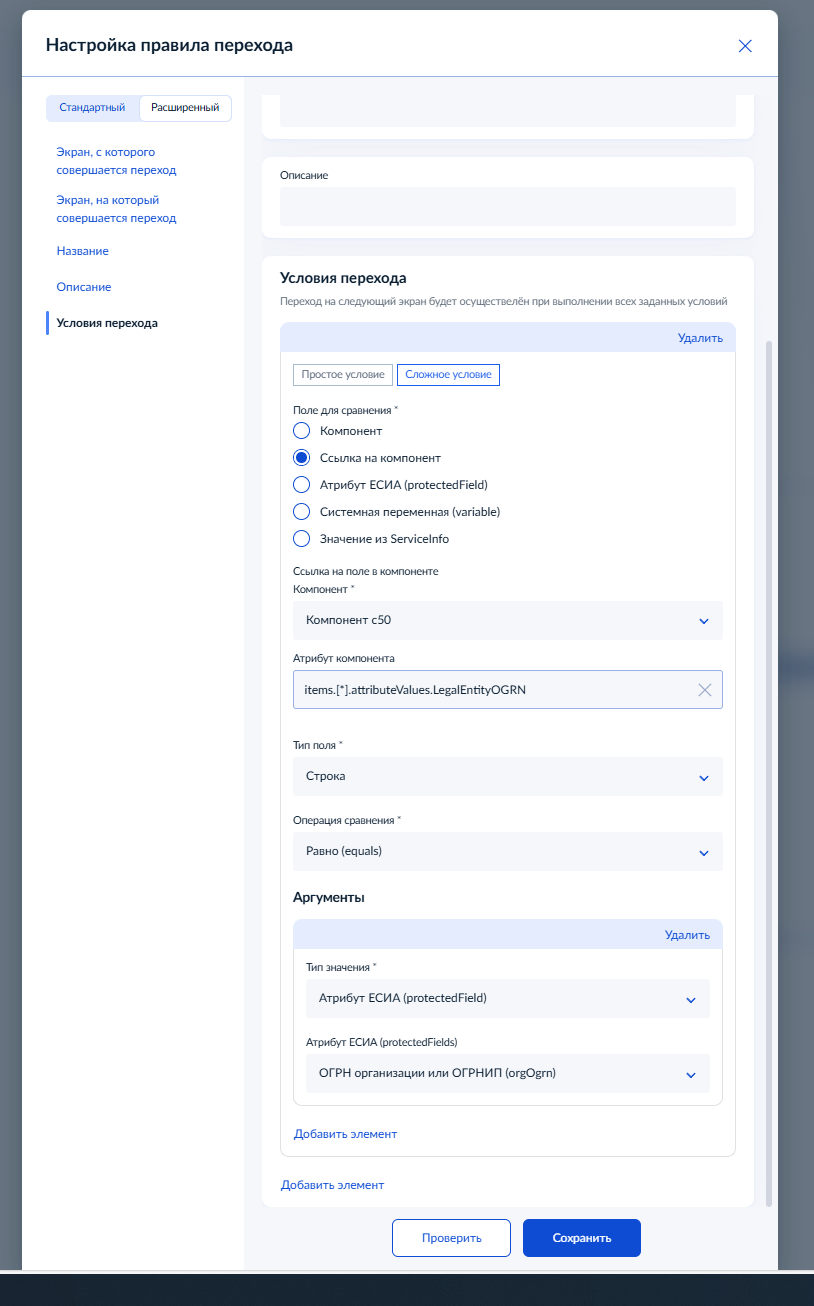 Настройка правила перехода
Стандартный
Расширенный
Экран, с которого
совершается переход
Экран, на который
совершается переход
Название
Описание
Условия перехода
Описание
Условия перехода
Переход на следующий экран будет осуществелён при выполнении всех заданных условий
Удалить
Простое условие
Сложное условие
Поле для сравнения *
Компонент
Ссылка на компонент
Атрибут ЕСИА (protectedField)
Системная переменная (variable)
Значение из ServiceInfo
Ссылка на поле в компоненте
Компонент *
Компонент c50
Атрибут компонента
items.[*].attributeValues.LegalEntityOGRN
Тип поля *
Строка
Операция сравнения *
Равно (equals)
Аргументы
Удалить
Тип значения *
Атрибут ЕСИА (protectedField)
Атрибут ЕСИА (protectedFields)
ОГРН организации или ОГРНИП (orgOgrn)
Добавить элемент
Добавить элемент
Проверить
Сохранить